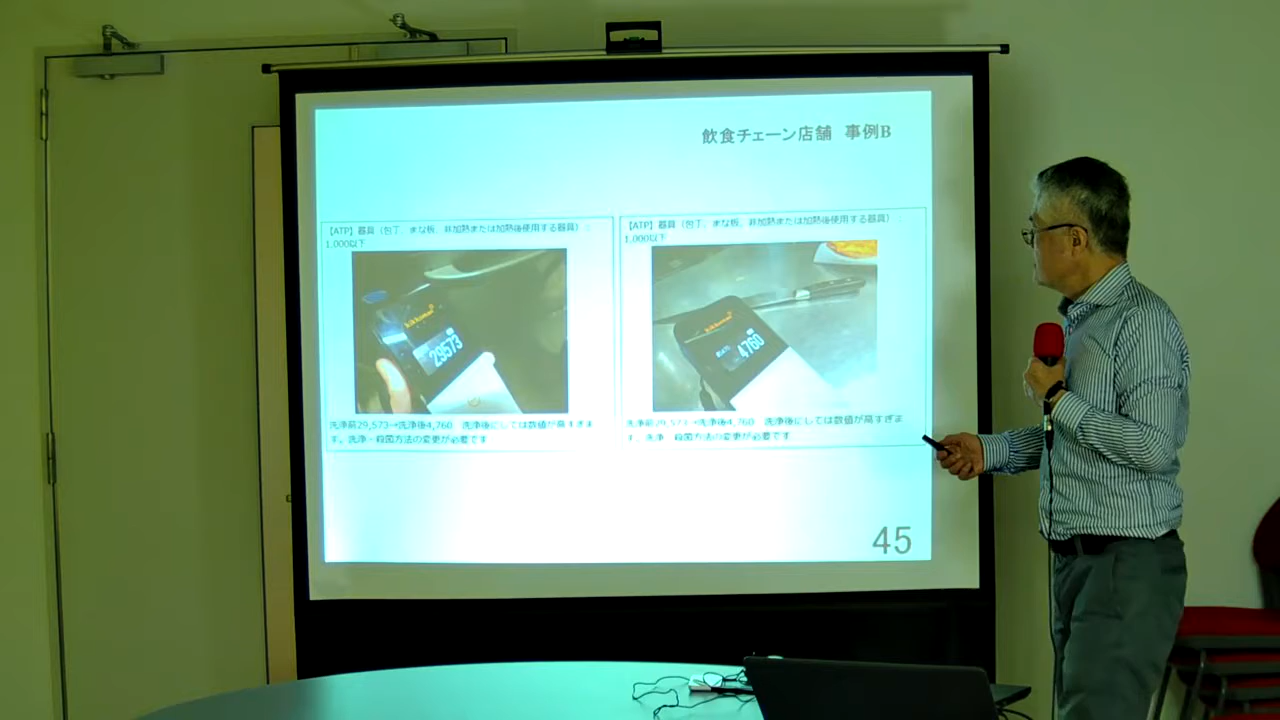 飲食チェーン店舗 事例B
【ATP】器具（包丁、まな板、非加熱または加熱後使用する器具）：
1,000以下
kikkoman
29573
洗浄前29,573→洗浄後4,760 洗浄後にしては数値が高すぎま
す。洗浄・殺菌方法の変更が必要です
【ATP】器具（包丁、まな板、非加熱または加熱後使用する器具）：
1,000以下
kikkoman
4760
洗浄前29,573→洗浄後4,760 洗浄後にしては数値が高すぎま
す。洗浄・殺菌方法の変更が必要です
45